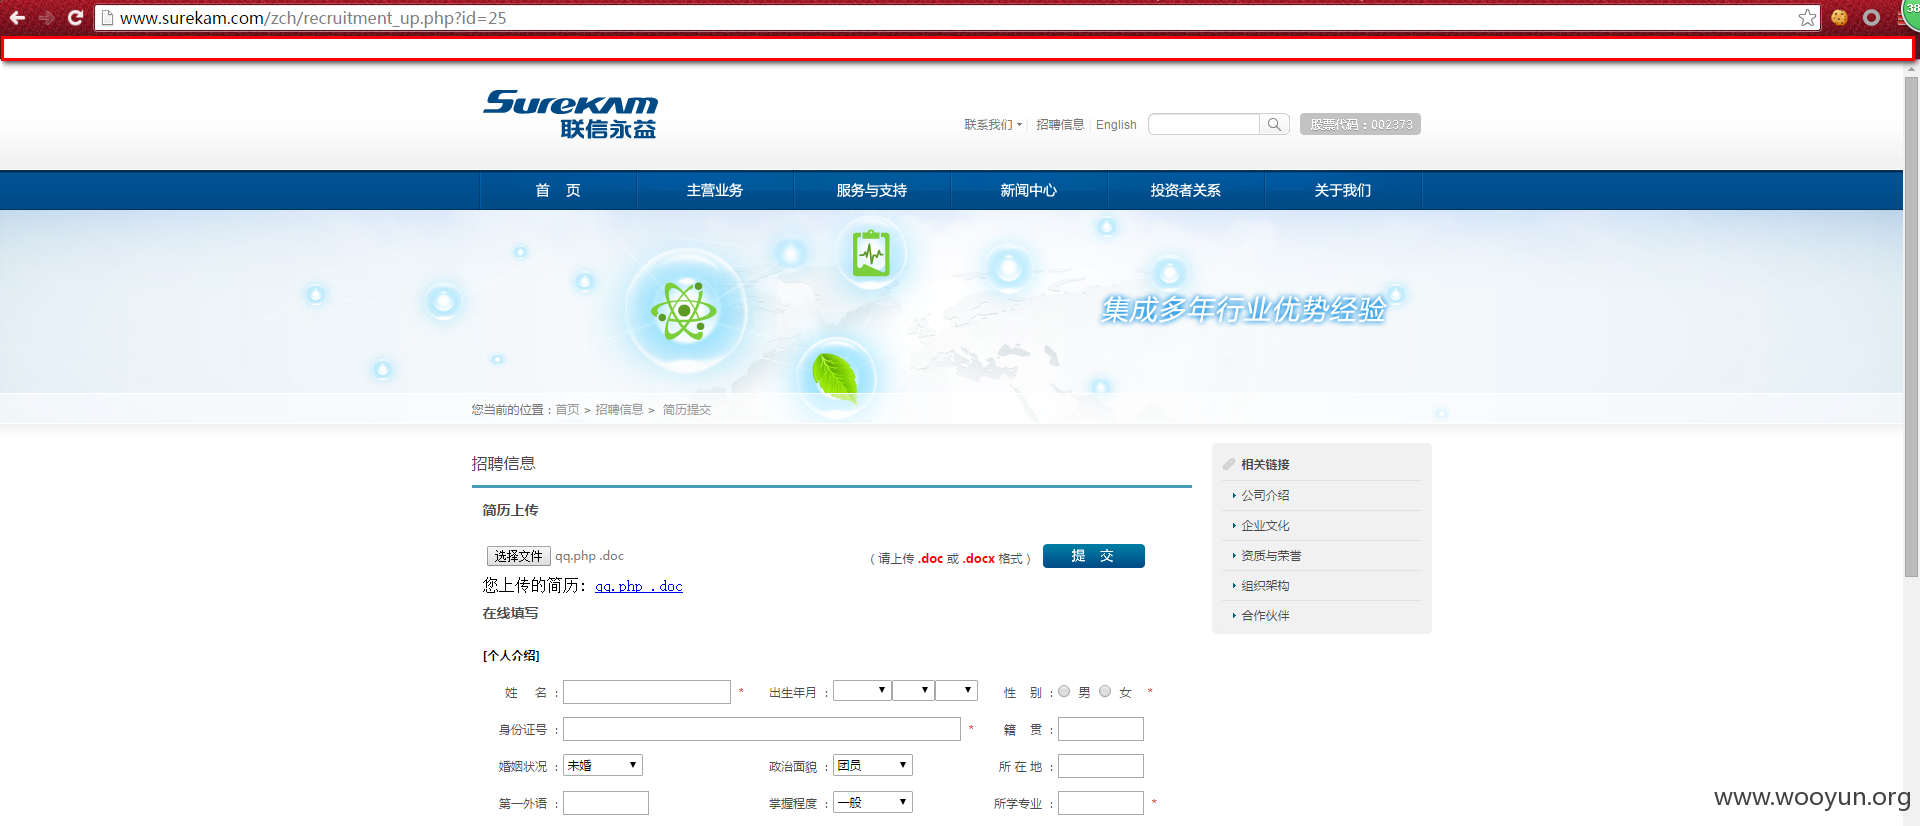 www.surekam.com/zch/recruitment_up.php?id=25
38
SUREKAM
联信永益
联系我们 招聘信息 English 股票代码：002373
首 页 主营业务 服务与支持 新闻中心 投资者关系 关于我们
集成多年行业优势经验
您当前的位置：首页 > 招聘信息 > 简历提交
招聘信息
简历上传
选择文件 qq.php .doc （请上传 .doc 或 .docx 格式） 提 交
您上传的简历： qq.php .doc
在线填写
[个人介绍]
姓 名： * 出生年月： 性 别： 男 女 *
身份证号： * 籍 贯：
婚姻状况： 未婚 政治面貌： 团员 所 在 地：
第一外语： 掌握程度： 一般 所学专业： *
相关链接
公司介绍
企业文化
资质与荣誉
组织架构
合作伙伴
www.wooyun.org